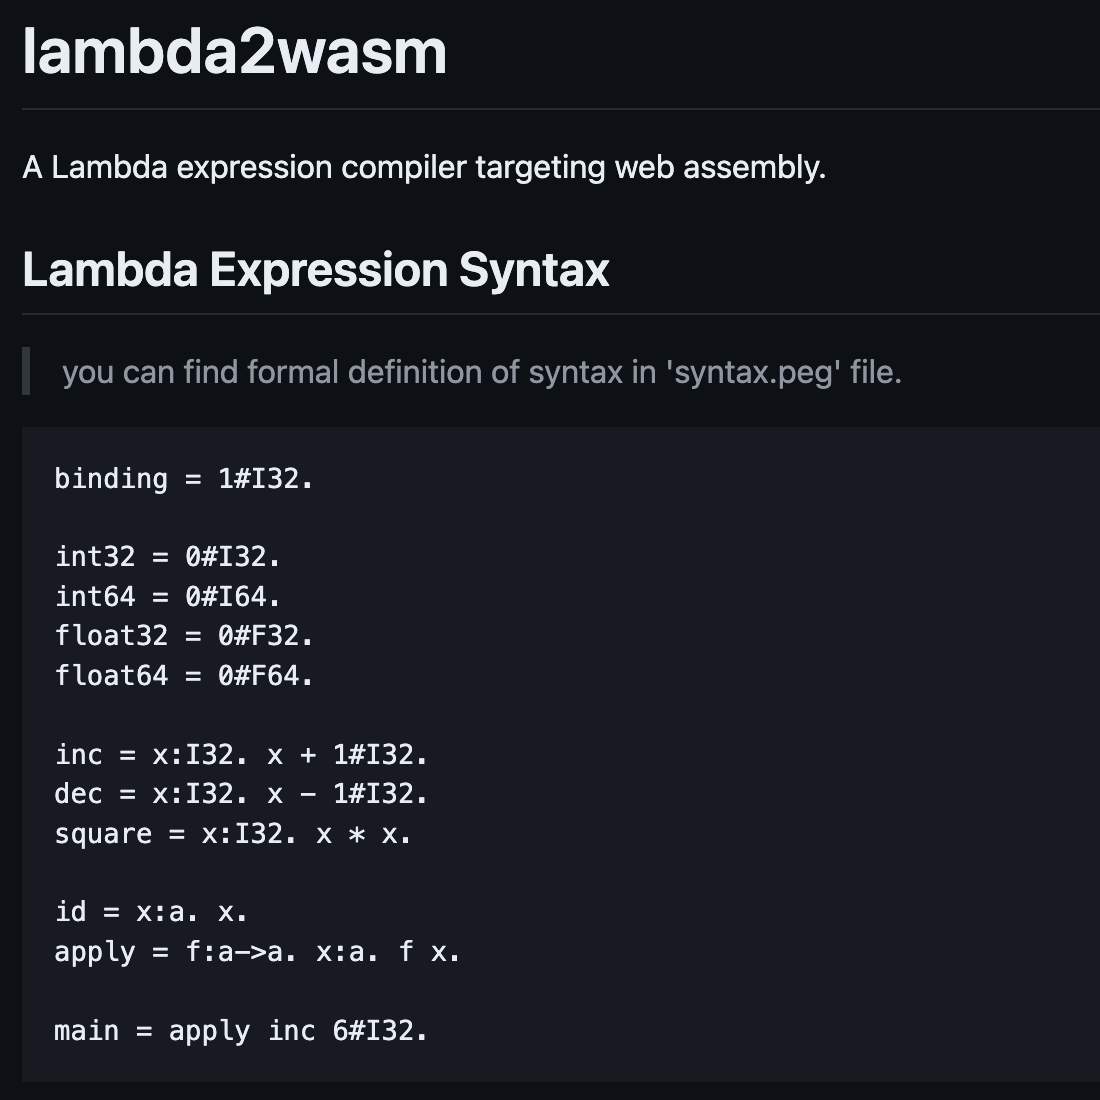 lambda2wasm
A Lambda expression compiler targeting web assembly.
Lambda Expression Syntax
you can find formal definition of syntax in 'syntax.peg' file.
binding = 1#I32.
int32 = 0#I32.
int64 = 0#I64.
float32 = 0#F32.
float64 = 0#F64.
inc = x:I32. x + 1#I32.
dec = x:I32. x - 1#I32.
square = x:I32. x * x.
id = x:a. x.
apply = f:a->a. x:a. f x.
main = apply inc 6#I32.